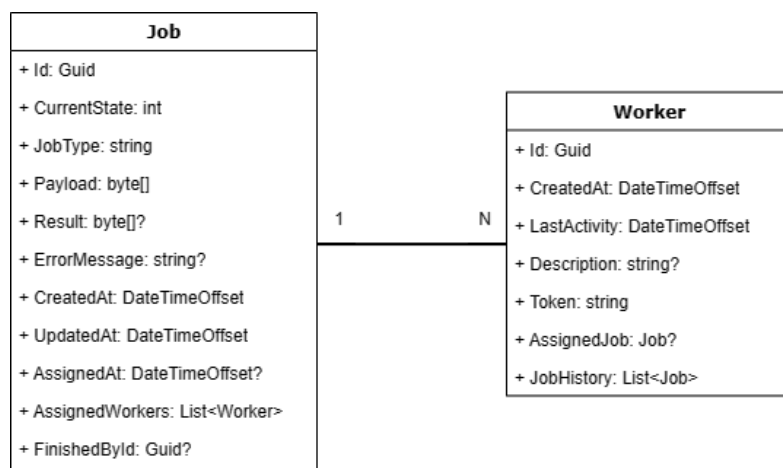 Job
+ Id: Guid
+ CurrentState: int
+ JobType: string
+ Payload: byte[]
+ Result: byte[]?
+ ErrorMessage: string?
+ CreatedAt: DateTimeOffset
+ UpdatedAt: DateTimeOffset
+ AssignedAt: DateTimeOffset?
+ AssignedWorkers: List<Worker>
+ FinishedById: Guid?
1
N
Worker
+ Id: Guid
+ CreatedAt: DateTimeOffset
+ LastActivity: DateTimeOffset
+ Description: string?
+ Token: string
+ AssignedJob: Job?
+ JobHistory: List<Job>